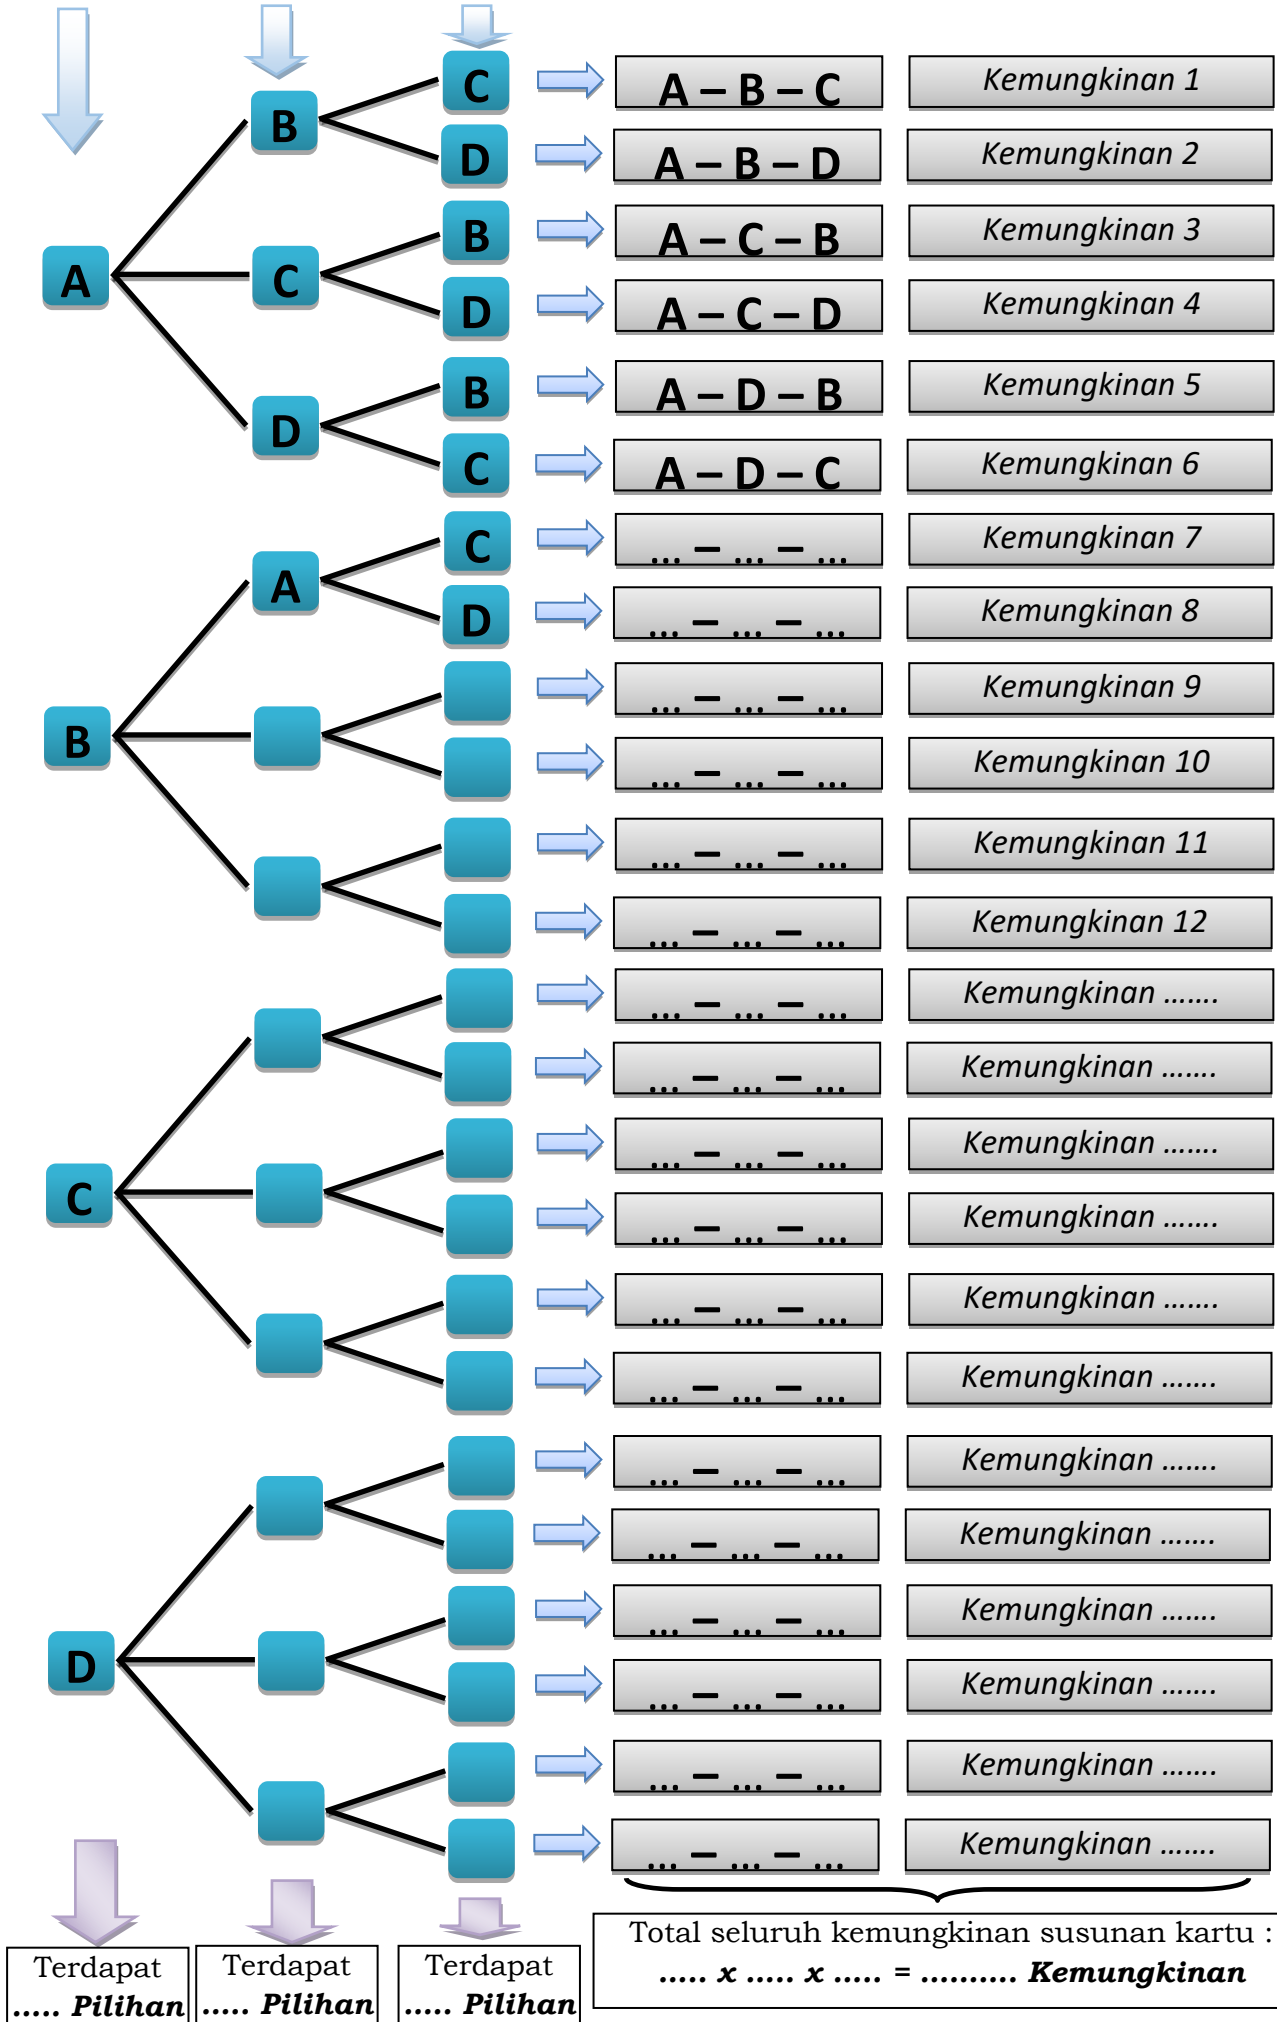 C A – B – C Kemungkinan 1
B
D A – B – D Kemungkinan 2
B A – C – B Kemungkinan 3
A C
D A – C – D Kemungkinan 4
B A – D – B Kemungkinan 5
D
C A – D – C Kemungkinan 6
C ... – ... – ... Kemungkinan 7
A
D ... – ... – ... Kemungkinan 8
... – ... – ... Kemungkinan 9
B
... – ... – ... Kemungkinan 10
... – ... – ... Kemungkinan 11
... – ... – ... Kemungkinan 12
... – ... – ... Kemungkinan .......
... – ... – ... Kemungkinan .......
... – ... – ... Kemungkinan .......
C
... – ... – ... Kemungkinan .......
... – ... – ... Kemungkinan .......
... – ... – ... Kemungkinan .......
... – ... – ... Kemungkinan .......
... – ... – ... Kemungkinan .......
... – ... – ... Kemungkinan .......
D
... – ... – ... Kemungkinan .......
... – ... – ... Kemungkinan .......
... – ... – ... Kemungkinan .......
Terdapat
..... Pilihan
Terdapat
..... Pilihan
Terdapat
..... Pilihan
Total seluruh kemungkinan susunan kartu :
..... x ..... x ..... = .......... Kemungkinan